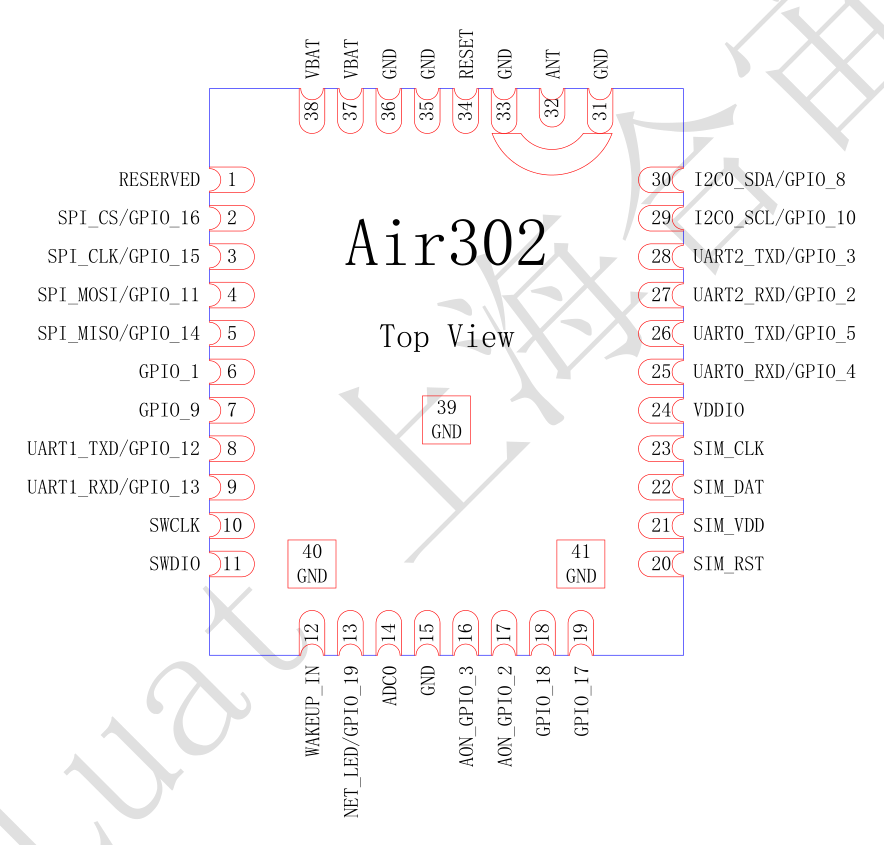 VBAT
VBAT
GND
GND
RESET
GND
ANT
GND
38
37
36
35
34
33
32
31
RESERVED 1
SPI_CS/GPIO_16 2
SPI_CLK/GPIO_15 3
SPI_MOSI/GPIO_11 4
SPI_MISO/GPIO_14 5
GPIO_1 6
GPIO_9 7
UART1_TXD/GPIO_12 8
UART1_RXD/GPIO_13 9
SWCLK 10
SWDIO 11
Air302
Top View
39
GND
40
GND
41
GND
30 I2C0_SDA/GPIO_8
29 I2C0_SCL/GPIO_10
28 UART2_TXD/GPIO_3
27 UART2_RXD/GPIO_2
26 UART0_TXD/GPIO_5
25 UART0_RXD/GPIO_4
24 VDDIO
23 SIM_CLK
22 SIM_DAT
21 SIM_VDD
20 SIM_RST
12
13
14
15
16
17
18
19
WAKEUP_IN
NET_LED/GPIO_19
ADC0
GND
AON_GPIO_3
AON_GPIO_2
GPIO_18
GPIO_17
Luat 上海合宙